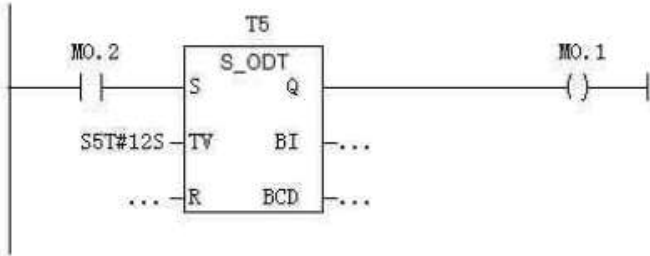 T5
M0.2 S_ODT M0.1
S Q
S5T#12S TV BI ...
... R BCD ...